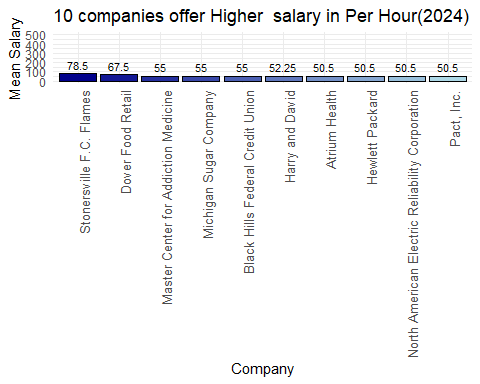 10 companies offer Higher  salary in Per Hour(2024)
Mean Salary
500
400
300
200
100
0
78.5
67.5
55
55
55
52.25
50.5
50.5
50.5
50.5
Stonersville F.C. Flames
Dover Food Retail
Master Center for Addiction Medicine
Michigan Sugar Company
Black Hills Federal Credit Union
Harry and David
Atrium Health
Hewlett Packard
North American Electric Reliability Corporation
Pact, Inc.
Company